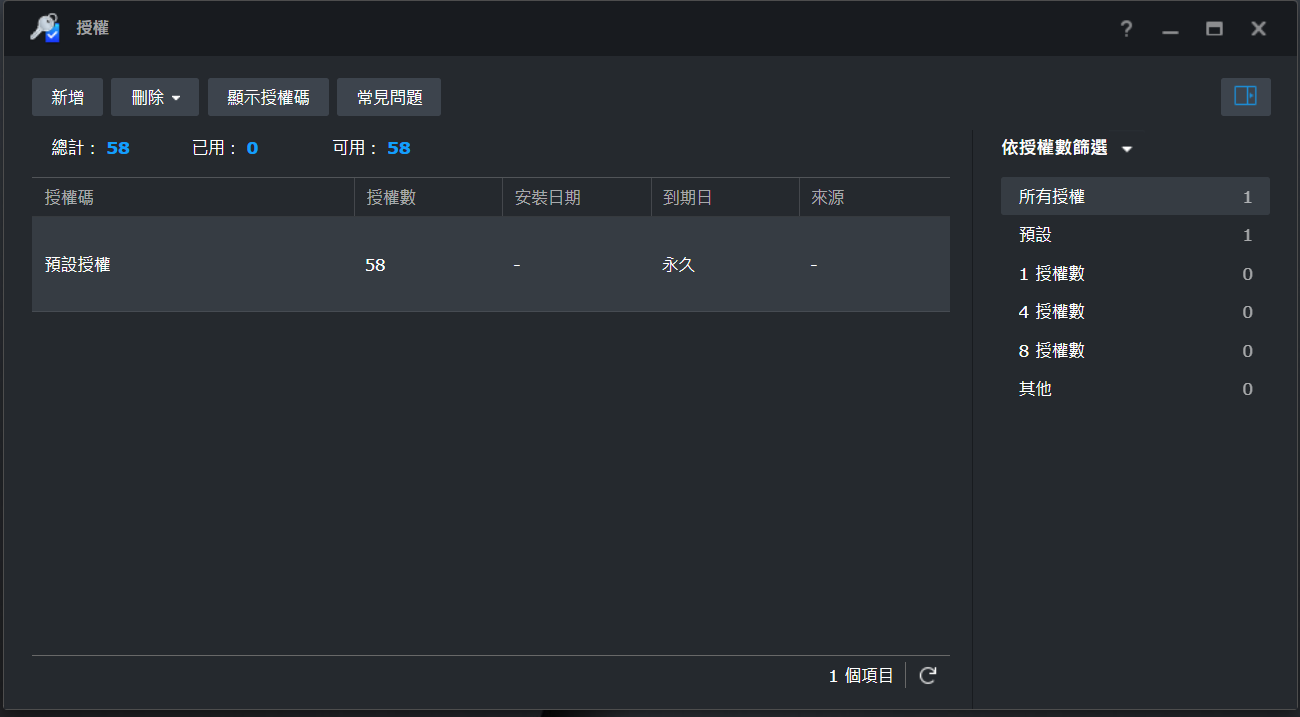 授權
新增 刪除 顯示授權碼 常見問題
總計： 58 已用： 0 可用： 58
授權碼 授權數 安裝日期 到期日 來源
預設授權 58 - 永久 -
1 個項目
依授權數篩選
所有授權 1
預設 1
1 授權數 0
4 授權數 0
8 授權數 0
其他 0